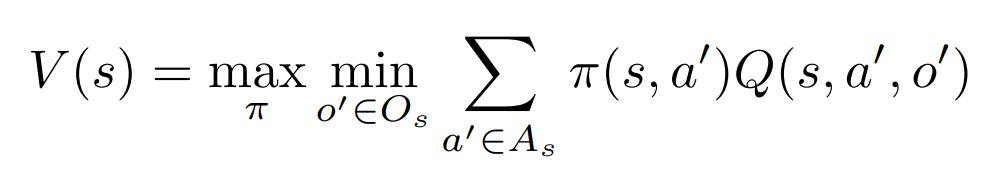 V(s) = max_π min_{o′∈O_s} ∑_{a′∈A_s} π(s, a′)Q(s, a′, o′)